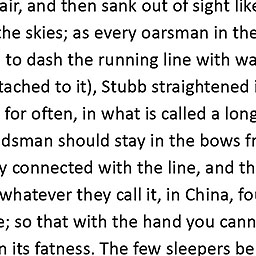 air, and then sank out of sight like
the skies; as every oarsman in the
to dash the running line with wa
tached to it), Stubb straightened
for often, in what is called a long
dsman should stay in the bows fr
y connected with the line, and th
whatever they call it, in China, fo
e; so that with the hand you cann
n its fatness. The few sleepers be